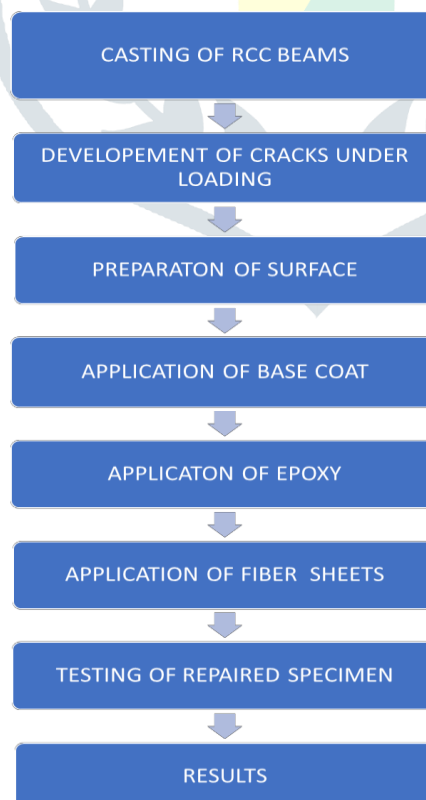 CASTING OF RCC BEAMS
DEVELOPEMENT OF CRACKS UNDER
LOADING
PREPARATON OF SURFACE
APPLICATION OF BASE COAT
APPLICATON OF EPOXY
APPLICATION OF FIBER SHEETS
TESTING OF REPAIRED SPECIMEN
RESULTS